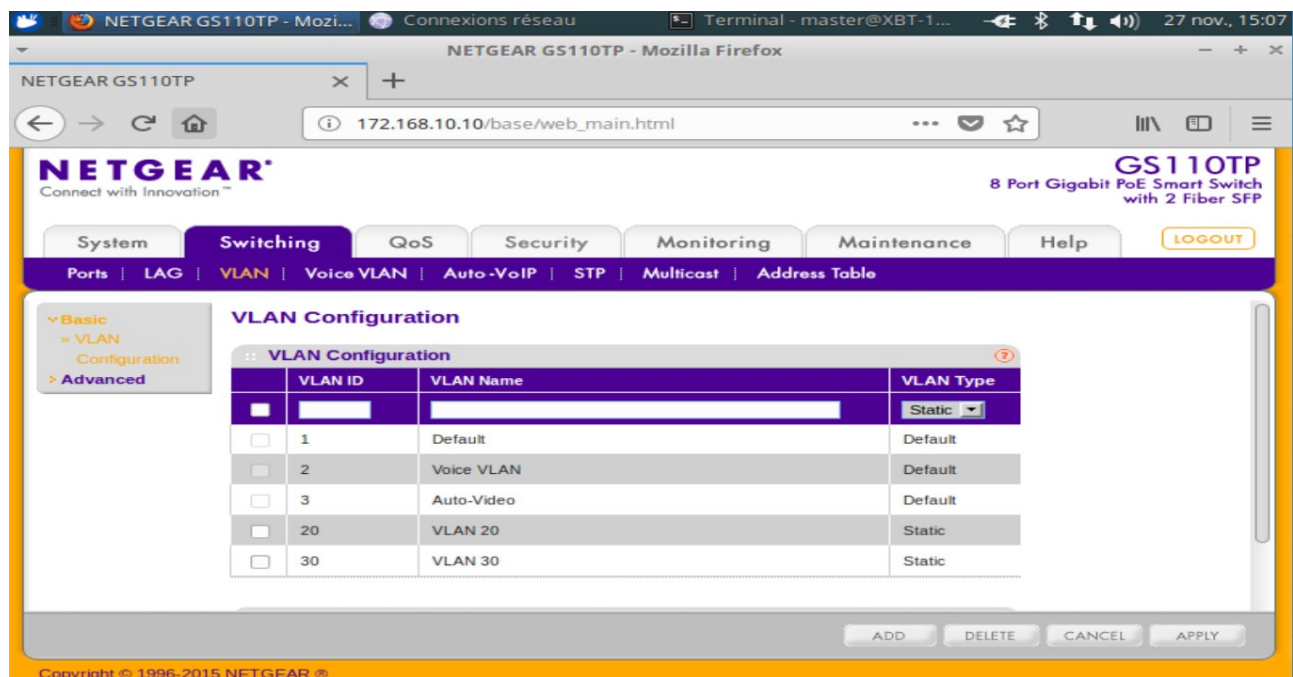 NETGEAR GS110TP - Mozi... Connexions réseau Terminal - master@XBT-1... 27 nov., 15:07
NETGEAR GS110TP - Mozilla Firefox
NETGEAR GS110TP
172.168.10.10/base/web_main.html
NETGEAR®
Connect with Innovation™
GS110TP
8 Port Gigabit PoE Smart Switch
with 2 Fiber SFP
System Switching QoS Security Monitoring Maintenance Help LOGOUT
Ports | LAG | VLAN | Voice VLAN | Auto-VoIP | STP | Multicast | Address Table
Basic
» VLAN
Configuration
Advanced
VLAN Configuration
VLAN Configuration
VLAN ID VLAN Name VLAN Type
Static
1 Default Default
2 Voice VLAN Default
3 Auto-Video Default
20 VLAN 20 Static
30 VLAN 30 Static
ADD DELETE CANCEL APPLY
Copyright © 1996-2015 NETGEAR ®